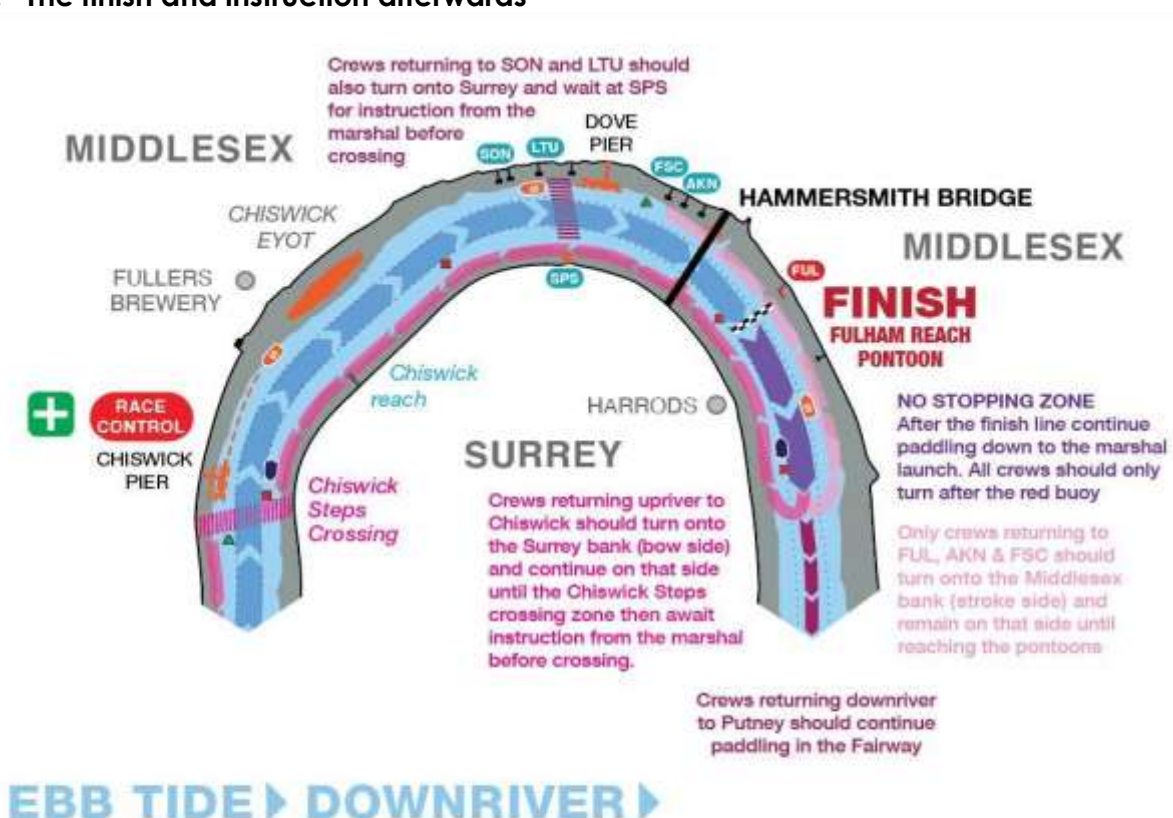 The finish and instruction afterwards
Crews returning to SON and LTU should
also turn onto Surrey and wait at SPS
for instruction from the
marshal before
crossing
MIDDLESEX
DOVE
PIER
SON
LTU
FSC
AKN
HAMMERSMITH BRIDGE
MIDDLESEX
CHISWICK
EYOT
FULLERS
BREWERY
SPS
FUL
FINISH
FULHAM REACH
PONTOON
Chiswick
reach
HARRODS
RACE
CONTROL
CHISWICK
PIER
SURREY
NO STOPPING ZONE
After the finish line continue
paddling down to the marshal
launch. All crews should only
turn after the red buoy
Chiswick
Steps
Crossing
Crews returning upriver to
Chiswick should turn onto
the Surrey bank (bow side)
and continue on that side
until the Chiswick Steps
crossing zone then await
instruction from the marshal
before crossing.
Only crews returning to
FUL, AKN & FSC should
turn onto the Middlesex
bank (stroke side) and
remain on that side until
reaching the pontoons
Crews returning downriver
to Putney should continue
paddling in the Fairway
EBB TIDE DOWNRIVER